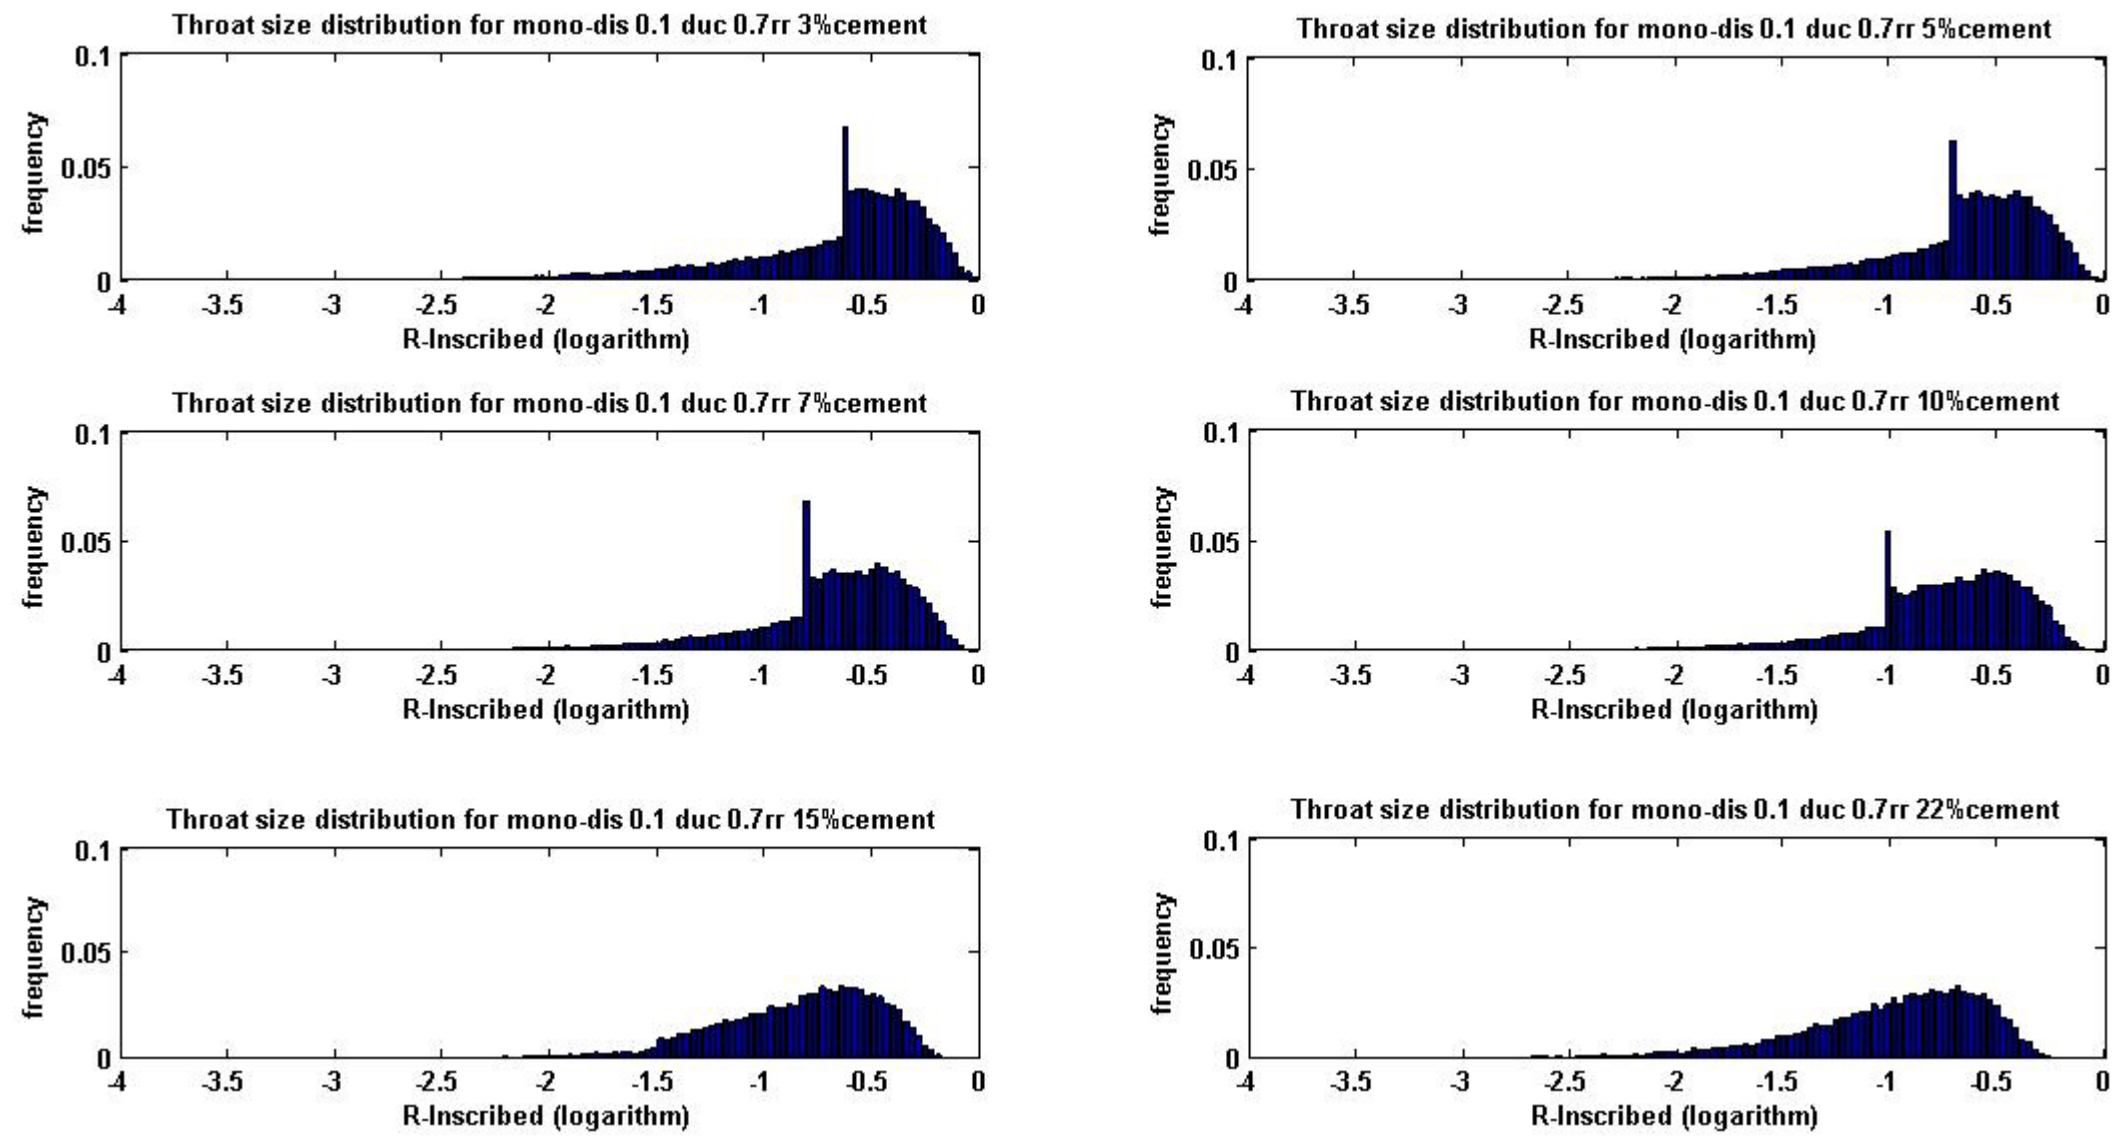 Throat size distribution for mono-dis 0.1 duc 0.7rr 3%cement
0.1
0.05
0
frequency
-4 -3.5 -3 -2.5 -2 -1.5 -1 -0.5 0
R-Inscribed (logarithm)
Throat size distribution for mono-dis 0.1 duc 0.7rr 5%cement
0.1
0.05
0
frequency
-4 -3.5 -3 -2.5 -2 -1.5 -1 -0.5 0
R-Inscribed (logarithm)
Throat size distribution for mono-dis 0.1 duc 0.7rr 7%cement
0.1
0.05
0
frequency
-4 -3.5 -3 -2.5 -2 -1.5 -1 -0.5 0
R-Inscribed (logarithm)
Throat size distribution for mono-dis 0.1 duc 0.7rr 10%cement
0.1
0.05
0
frequency
-4 -3.5 -3 -2.5 -2 -1.5 -1 -0.5 0
R-Inscribed (logarithm)
Throat size distribution for mono-dis 0.1 duc 0.7rr 15%cement
0.1
0.05
0
frequency
-4 -3.5 -3 -2.5 -2 -1.5 -1 -0.5 0
R-Inscribed (logarithm)
Throat size distribution for mono-dis 0.1 duc 0.7rr 22%cement
0.1
0.05
0
frequency
-4 -3.5 -3 -2.5 -2 -1.5 -1 -0.5 0
R-Inscribed (logarithm)